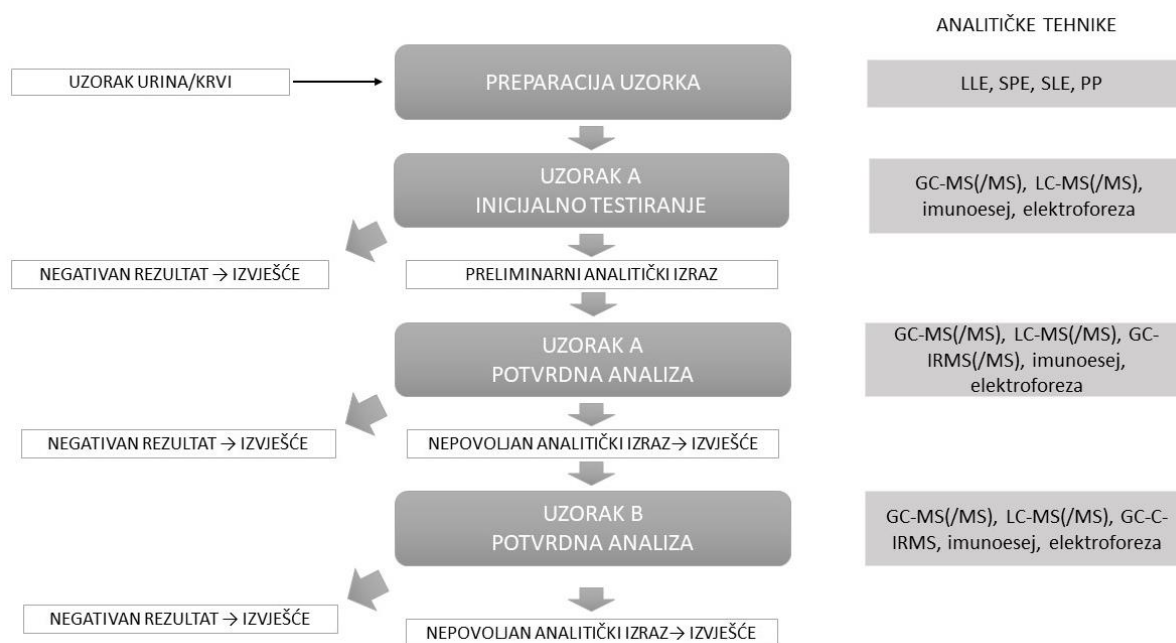 ANALITIČKE TEHNIKE
UZORAK URINA/KRVI
PREPARACIJA UZORKA
LLE, SPE, SLE, PP
UZORAK A
INICIJALNO TESTIRANJE
GC-MS(/MS), LC-MS(/MS),
imunoesej, elektroforeza
NEGATIVAN REZULTAT → IZVJEŠĆE
PRELIMINARNI ANALITIČKI IZRAZ
UZORAK A
POTVRDNA ANALIZA
GC-MS(/MS), LC-MS(/MS), GC-
IRMS(/MS), imunoesej,
elektroforeza
NEGATIVAN REZULTAT → IZVJEŠĆE
NEPOVOLJAN ANALITIČKI IZRAZ→ IZVJEŠĆE
UZORAK B
POTVRDNA ANALIZA
GC-MS(/MS), LC-MS(/MS), GC-C-
IRMS, imunoesej, elektroforeza
NEGATIVAN REZULTAT → IZVJEŠĆE
NEPOVOLJAN ANALITIČKI IZRAZ→ IZVJEŠĆE